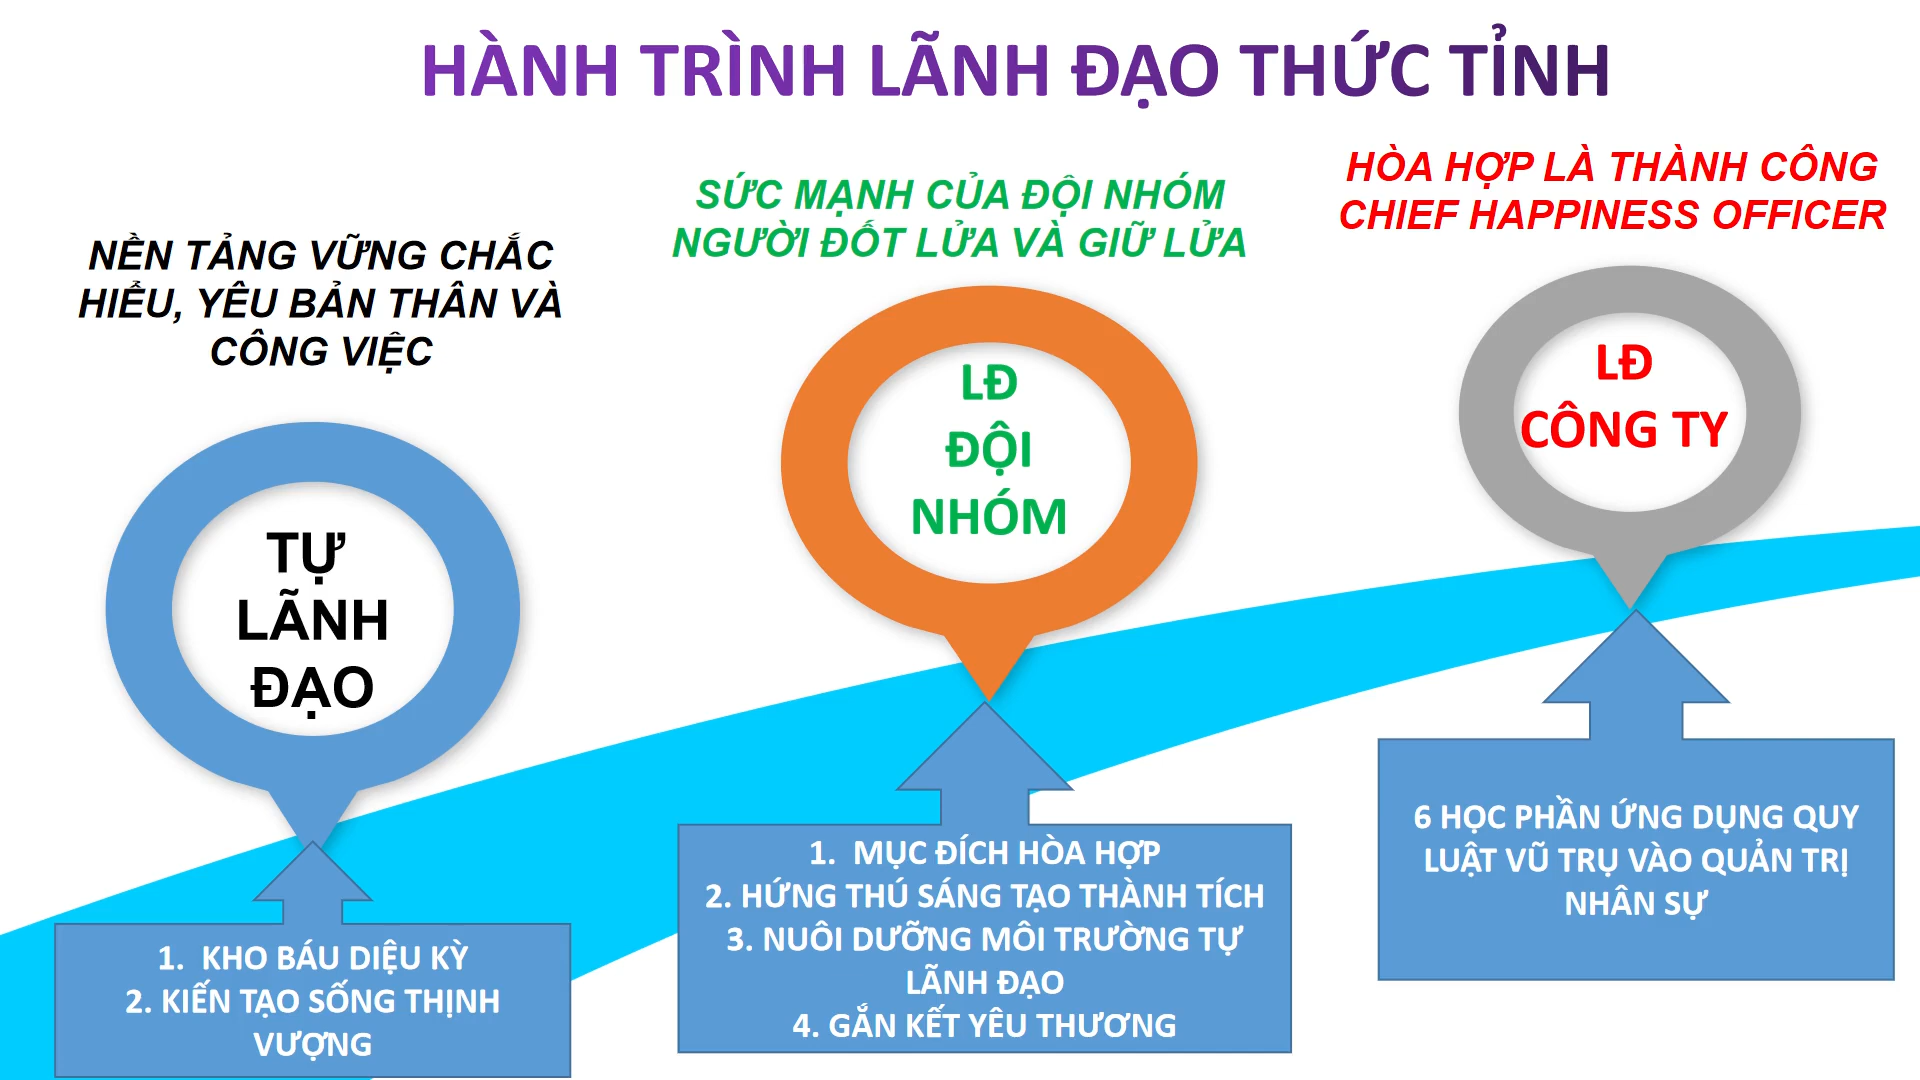 HÀNH TRÌNH LÃNH ĐẠO THỨC TỈNH
NỀN TẢNG VỮNG CHẮC
HIỂU, YÊU BẢN THÂN VÀ
CÔNG VIỆC
TỰ
LÃNH
ĐẠO
1. KHO BÁU DIỆU KỲ
2. KIẾN TẠO SỐNG THỊNH
VƯỢNG
SỨC MẠNH CỦA ĐỘI NHÓM
NGƯỜI ĐỐT LỬA VÀ GIỮ LỬA
LĐ
ĐỘI
NHÓM
1. MỤC ĐÍCH HÒA HỢP
2. HỨNG THÚ SÁNG TẠO THÀNH TÍCH
3. NUÔI DƯỠNG MÔI TRƯỜNG TỰ
LÃNH ĐẠO
4. GẮN KẾT YÊU THƯƠNG
HÒA HỢP LÀ THÀNH CÔNG
CHIEF HAPPINESS OFFICER
LĐ
CÔNG TY
6 HỌC PHẦN ỨNG DỤNG QUY
LUẬT VŨ TRỤ VÀO QUẢN TRỊ
NHÂN SỰ